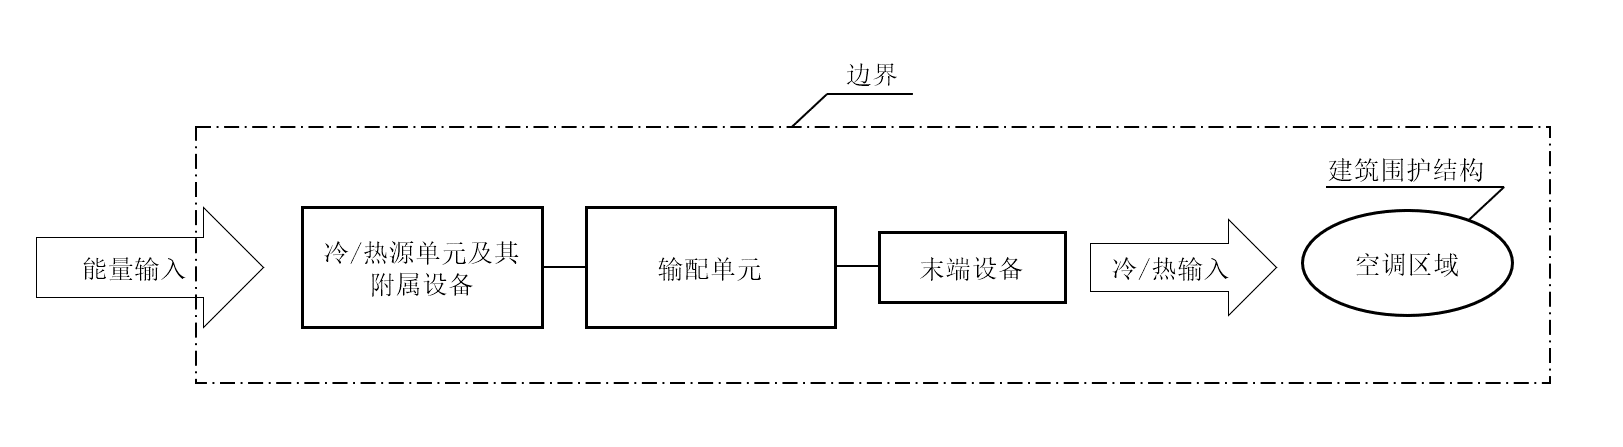 边界
建筑围护结构
能量输入
冷/热源单元及其
附属设备
输配单元
末端设备
冷/热输入
空调区域